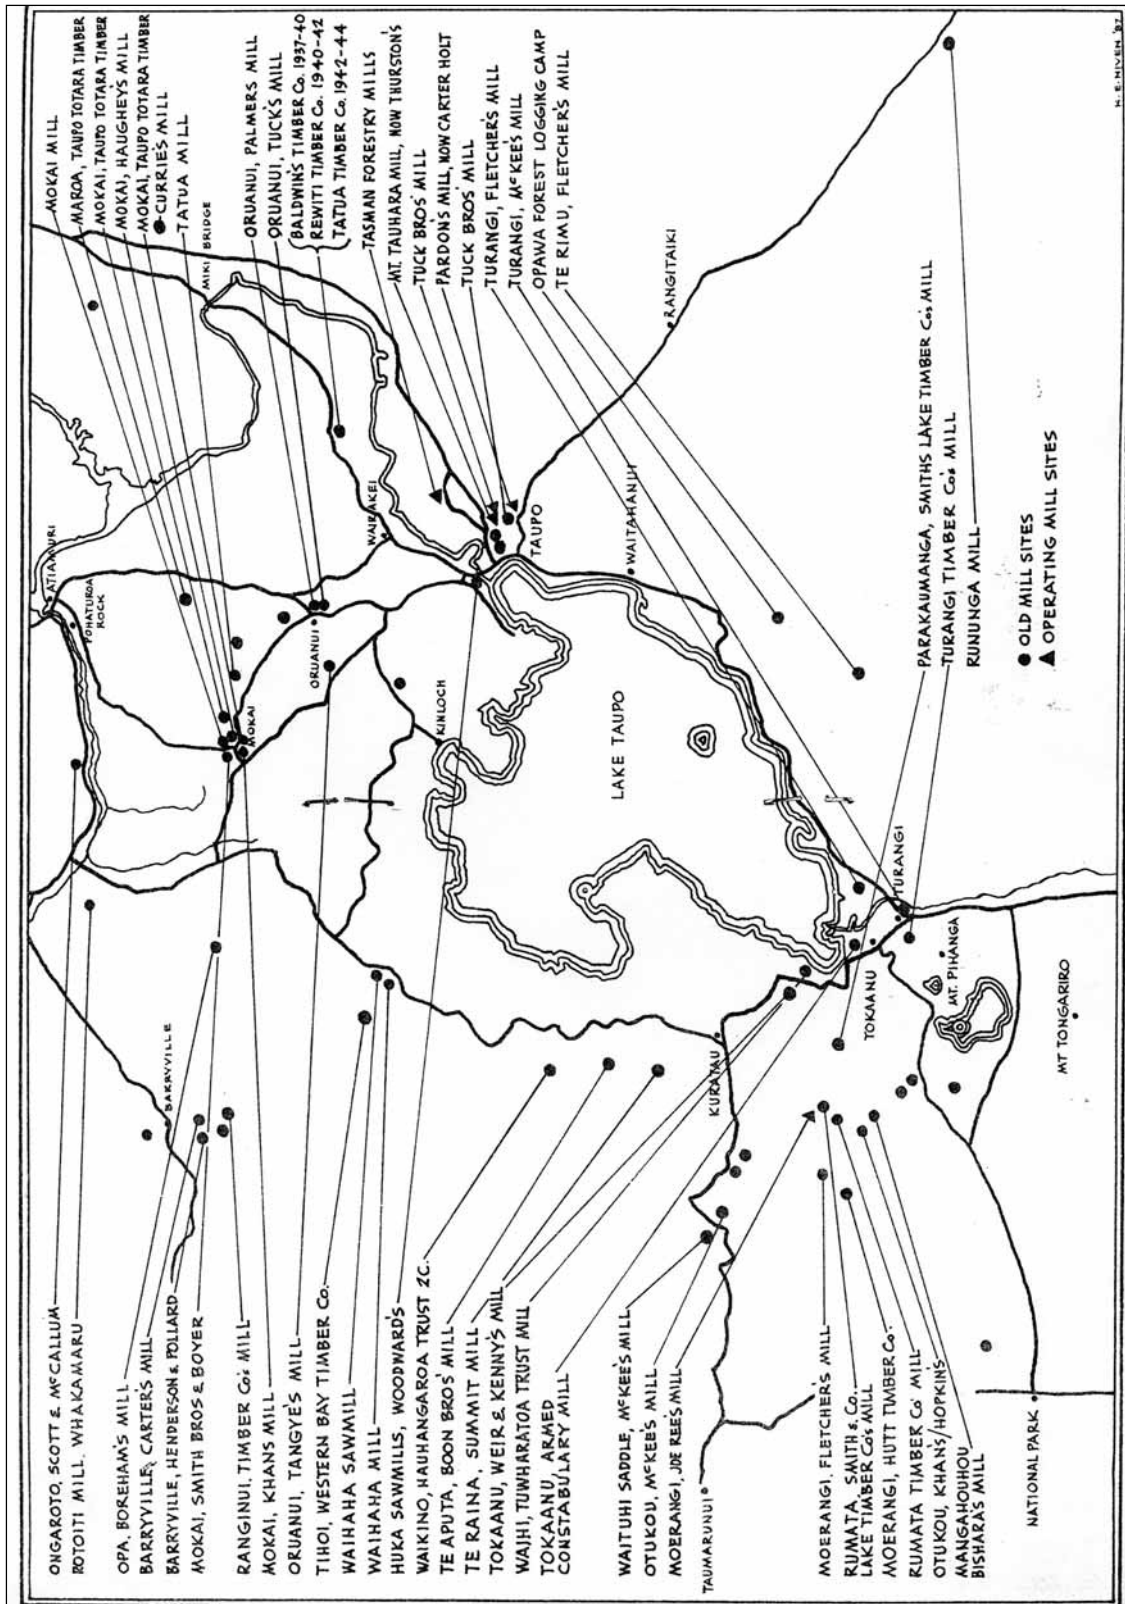 ONGAROTO, SCOTT & McCALLUM
ROTOITI MILL. WHAKAMARU
OPA, BOREHAM'S MILL
BARRYVILLE, CARTER'S MILL
BARRYVILLE, HENDERSON & POLLARD
MOKAI, SMITH BROS & BOYER
RANGINUI, TIMBER Co's MILL
MOKAI, KHAN'S MILL
ORUANUI, TANGYE'S MILL
TIHOI, WESTERN BAY TIMBER Co.
WAIHAHA SAWMILL
WAIHAHA MILL
HUKA SAWMILLS, WOODWARD'S
WAIKINO, HAUHANGAROA TRUST 2C.
TE APUTA, BOON BROS' MILL
TE RAINA, SUMMIT MILL
TOKAANU, WEIR & KENNY'S MILL
WAIHI, TUWHARATOA TRUST MILL
TOKAANU, ARMED
CONSTABULARY MILL
WAITUHI SADDLE, McKEE'S MILL
OTUKOU, McKEE'S MILL
MOERANGI, JOE REE'S MILL
TAUMARUNUI
MOERANGI, FLETCHER'S MILL
RUMATA, SMITH & Co.
LAKE TIMBER Co's MILL
MOERANGI, HUTT TIMBER Co.
RUMATA TIMBER Co' MILL
OTUKOU, KHAN'S/HOPKINS
MANGAHOUHOU
BISHARA'S MILL
NATIONAL PARK
BARRYVILLE
KURATAU
TOKAANU
MT. PIHANGA
MT TONGARIRO
TURANGI
LAKE TAUPO
KINLOCH
MOKAI
ORUANUI
POHATUROA
ROCK
ATIAMURI
WAIRAKEI
TAUPO
WAITAHANUI
RANGITAIKI
MIKI BRIDGE
MOKAI MILL
MAROA, TAUPO TOTARA TIMBER
MOKAI, TAUPO TOTARA TIMBER
MOKAI, HAUGHEY'S MILL
MOKAI, TAUPO TOTARA TIMBER
CURRIE'S MILL
TATUA MILL
ORUANUI, PALMERS MILL
ORUANUI, TUCK'S MILL
BALDWIN'S TIMBER Co. 1937-40
REWITI TIMBER Co. 1940-42
TATUA TIMBER Co. 1942-44
TASMAN FORESTRY MILLS
MT. TAUHARA MILL, NOW THURSTON'S
TUCK BROS' MILL
PARDON'S MILL, NOW CARTER HOLT
TUCK BROS' MILL
TURANGI, FLETCHER'S MILL
TURANGI, McKEE'S MILL
OPAWA FOREST LOGGING CAMP
TE RIMU, FLETCHER'S MILL
PARAKAUMANGA, SMITHS LAKE TIMBER Co's MILL
TURANGI TIMBER Co's MILL
RUNUNGA MILL
● OLD MILL SITES
▲ OPERATING MILL SITES
H.E. NIVEN '87